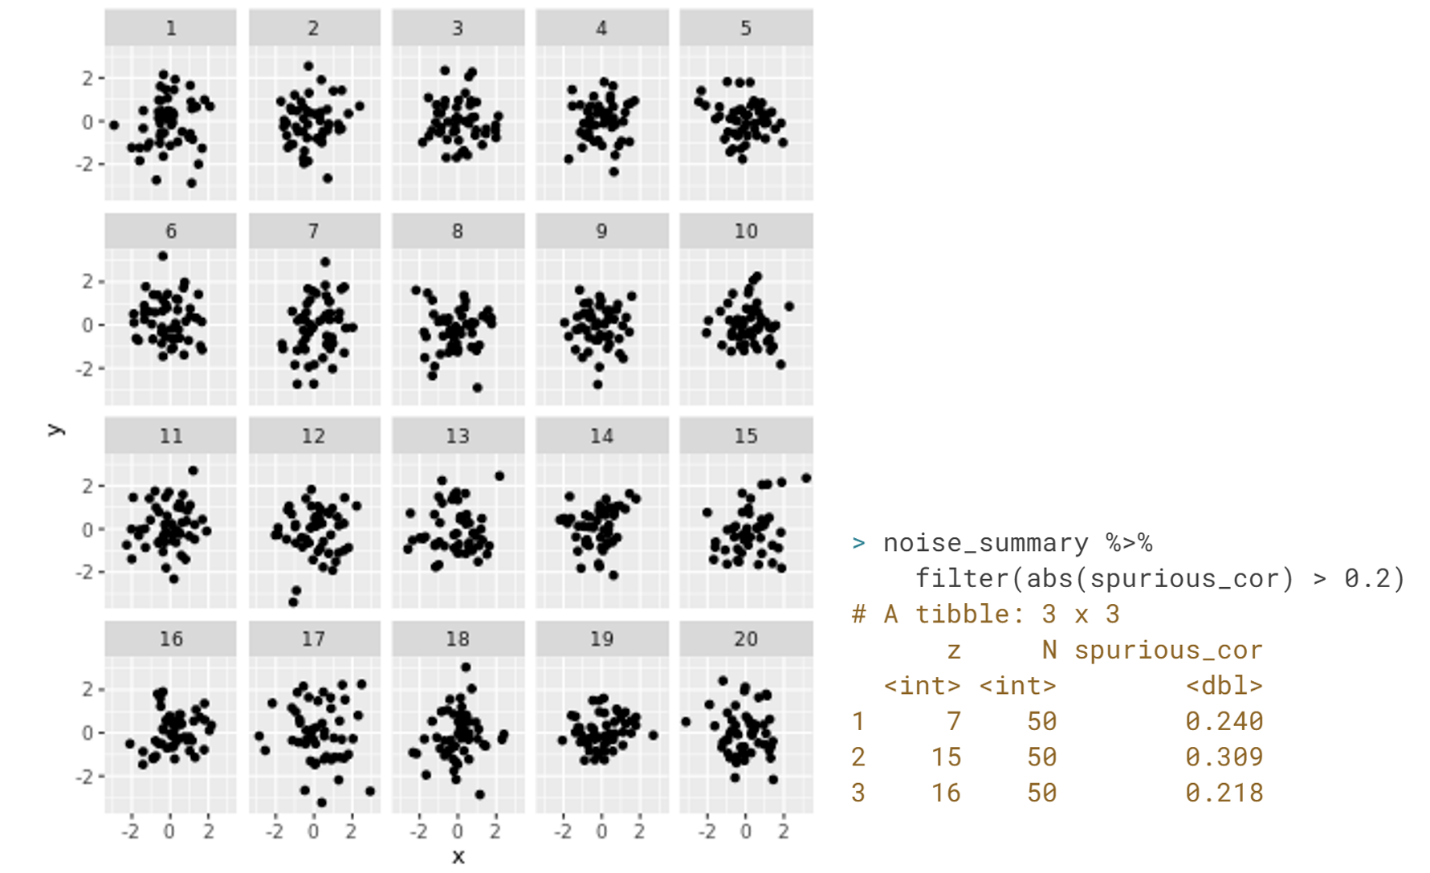 1 2 3 4 5
2
0
-2
6 7 8 9 10
2
0
-2
y
11 12 13 14 15
2
0
-2
16 17 18 19 20
2
0
-2
-2 0 2 -2 0 2 -2 0 2 -2 0 2 -2 0 2
x
> noise_summary %>%
filter(abs(spurious_cor) > 0.2)
# A tibble: 3 x 3
z N spurious_cor
<int> <int> <dbl>
1 7 50 0.240
2 15 50 0.309
3 16 50 0.218